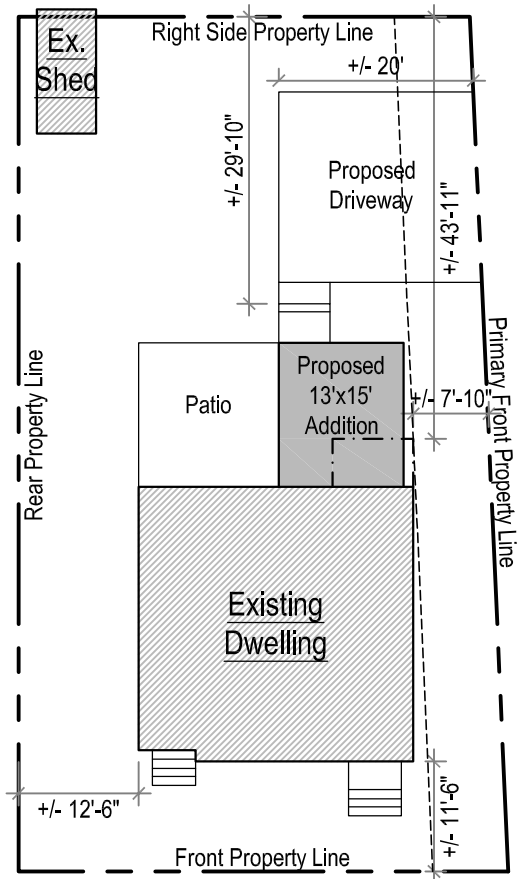 Right Side Property Line
Ex.
Shed
+/- 20'
+/- 29'-10"
Proposed
Driveway
+/- 43'-11"
Rear Property Line
Primary Front Property Line
Patio
Proposed
13'x15'
Addition
+/- 7'-10"
Existing
Dwelling
+/- 12'-6"
+/- 11'-6"
Front Property Line